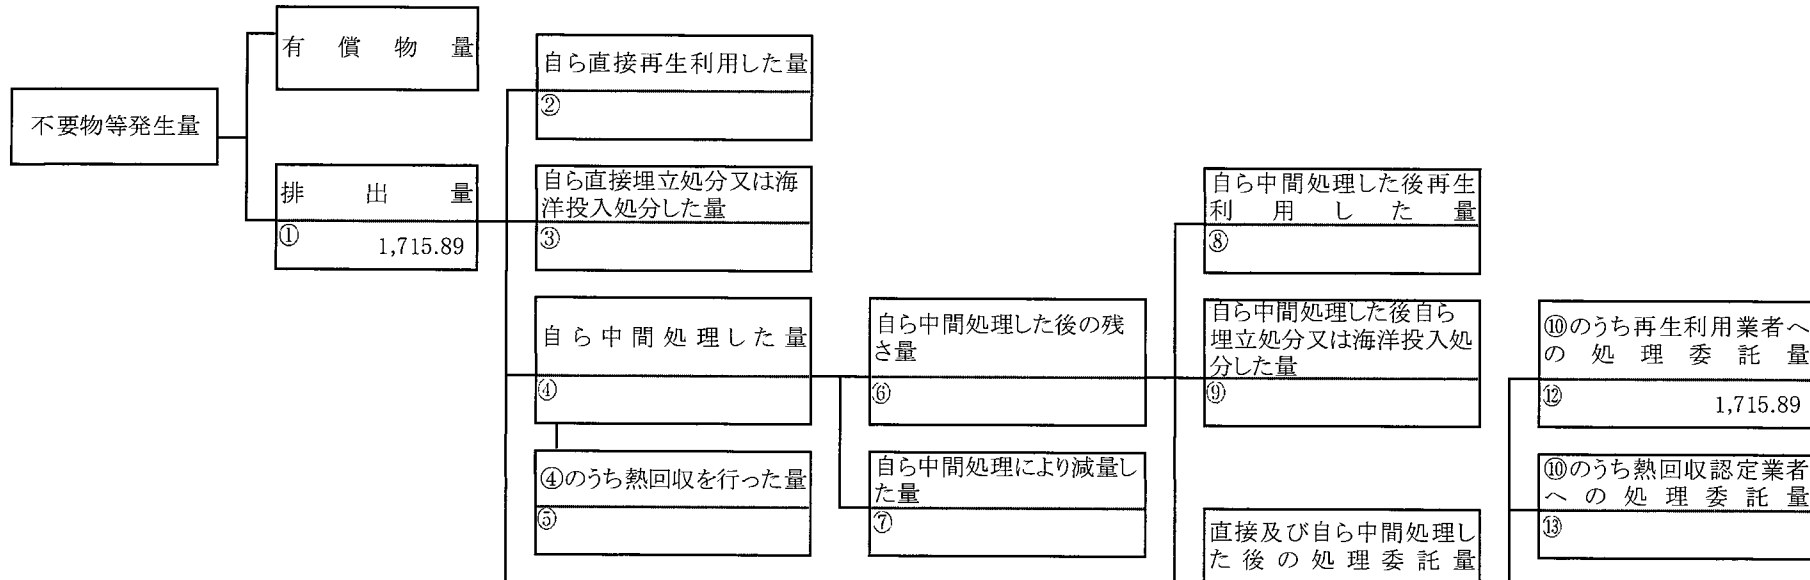 有償物量
不要物等発生量
排出量
①
1,715.89
自ら直接再生利用した量
②
自ら直接埋立処分又は海
洋投入処分した量
③
自ら中間処理した量
④
④のうち熱回収を行った量
⑤
自ら中間処理した後の残
さ量
⑥
自ら中間処理により減量し
た量
⑦
自ら中間処理した後再生
利用した量
⑧
自ら中間処理した後自ら
埋立処分又は海洋投入処
分した量
⑨
直接及び自ら中間処理し
た後の処理委託量
⑩のうち再生利用業者へ
の処理委託量
⑫
1,715.89
⑩のうち熱回収認定業者
への処理委託量
⑬